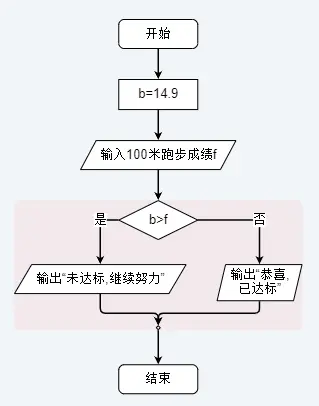 开始
b=14.9
输入100米跑步成绩f
b>f
是
否
输出“未达标,继续努力”
输出“恭喜,
已达标”
结束